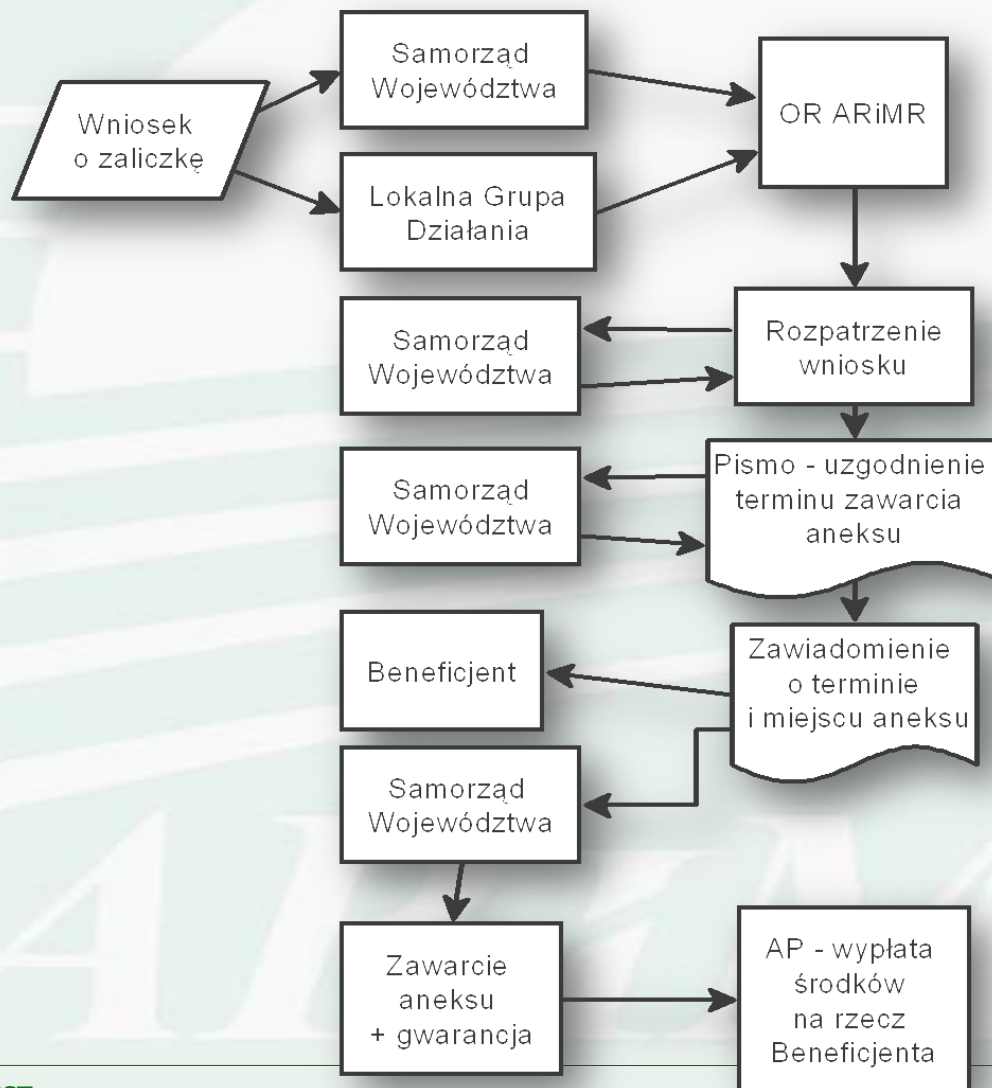 Wniosek
o zaliczkę
Samorząd
Województwa
Lokalna Grupa
Działania
OR ARiMR
Samorząd
Województwa
Rozpatrzenie
wniosku
Samorząd
Województwa
Pismo - uzgodnienie
terminu zawarcia
aneksu
Beneficjent
Zawiadomienie
o terminie
i miejscu aneksu
Samorząd
Województwa
Zawarcie
aneksu
+ gwarancja
AP - wypłata
środków
na rzecz
Beneficjenta